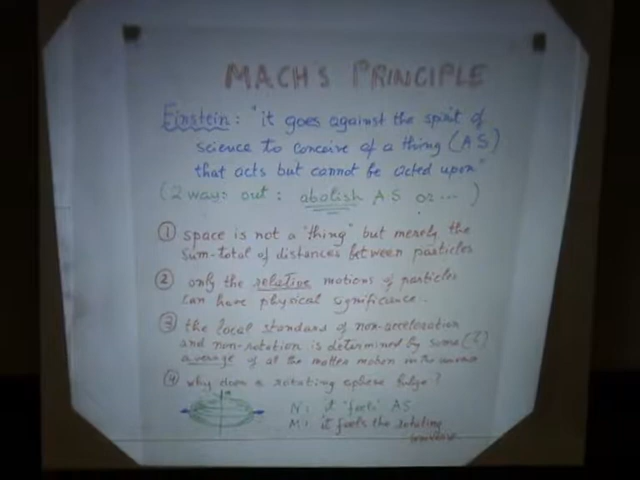 MACH'S PRINCIPLE
Einstein: "it goes against the spirit of
science to conceive of a thing (AS)
that acts but cannot be acted upon"
(2 ways out: abolish AS or ... )
① space is not a "thing" but merely the
sum-total of distances between particles
② only the relative motions of particles
can have physical significance..
③ the local standard of non-acceleration
and non-rotation is determined by some (?)
average of all the matter motion in the universe
④ why does a rotating sphere bulge?
N: it "feels" AS
M: it feels the rotating
universe